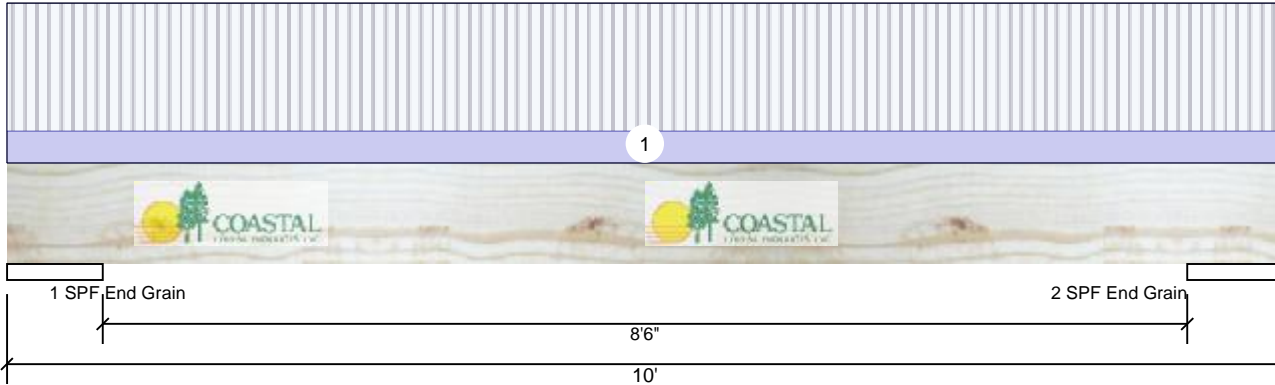 1
COASTAL
COASTAL
1 SPF End Grain
2 SPF End Grain
8'6"
10'